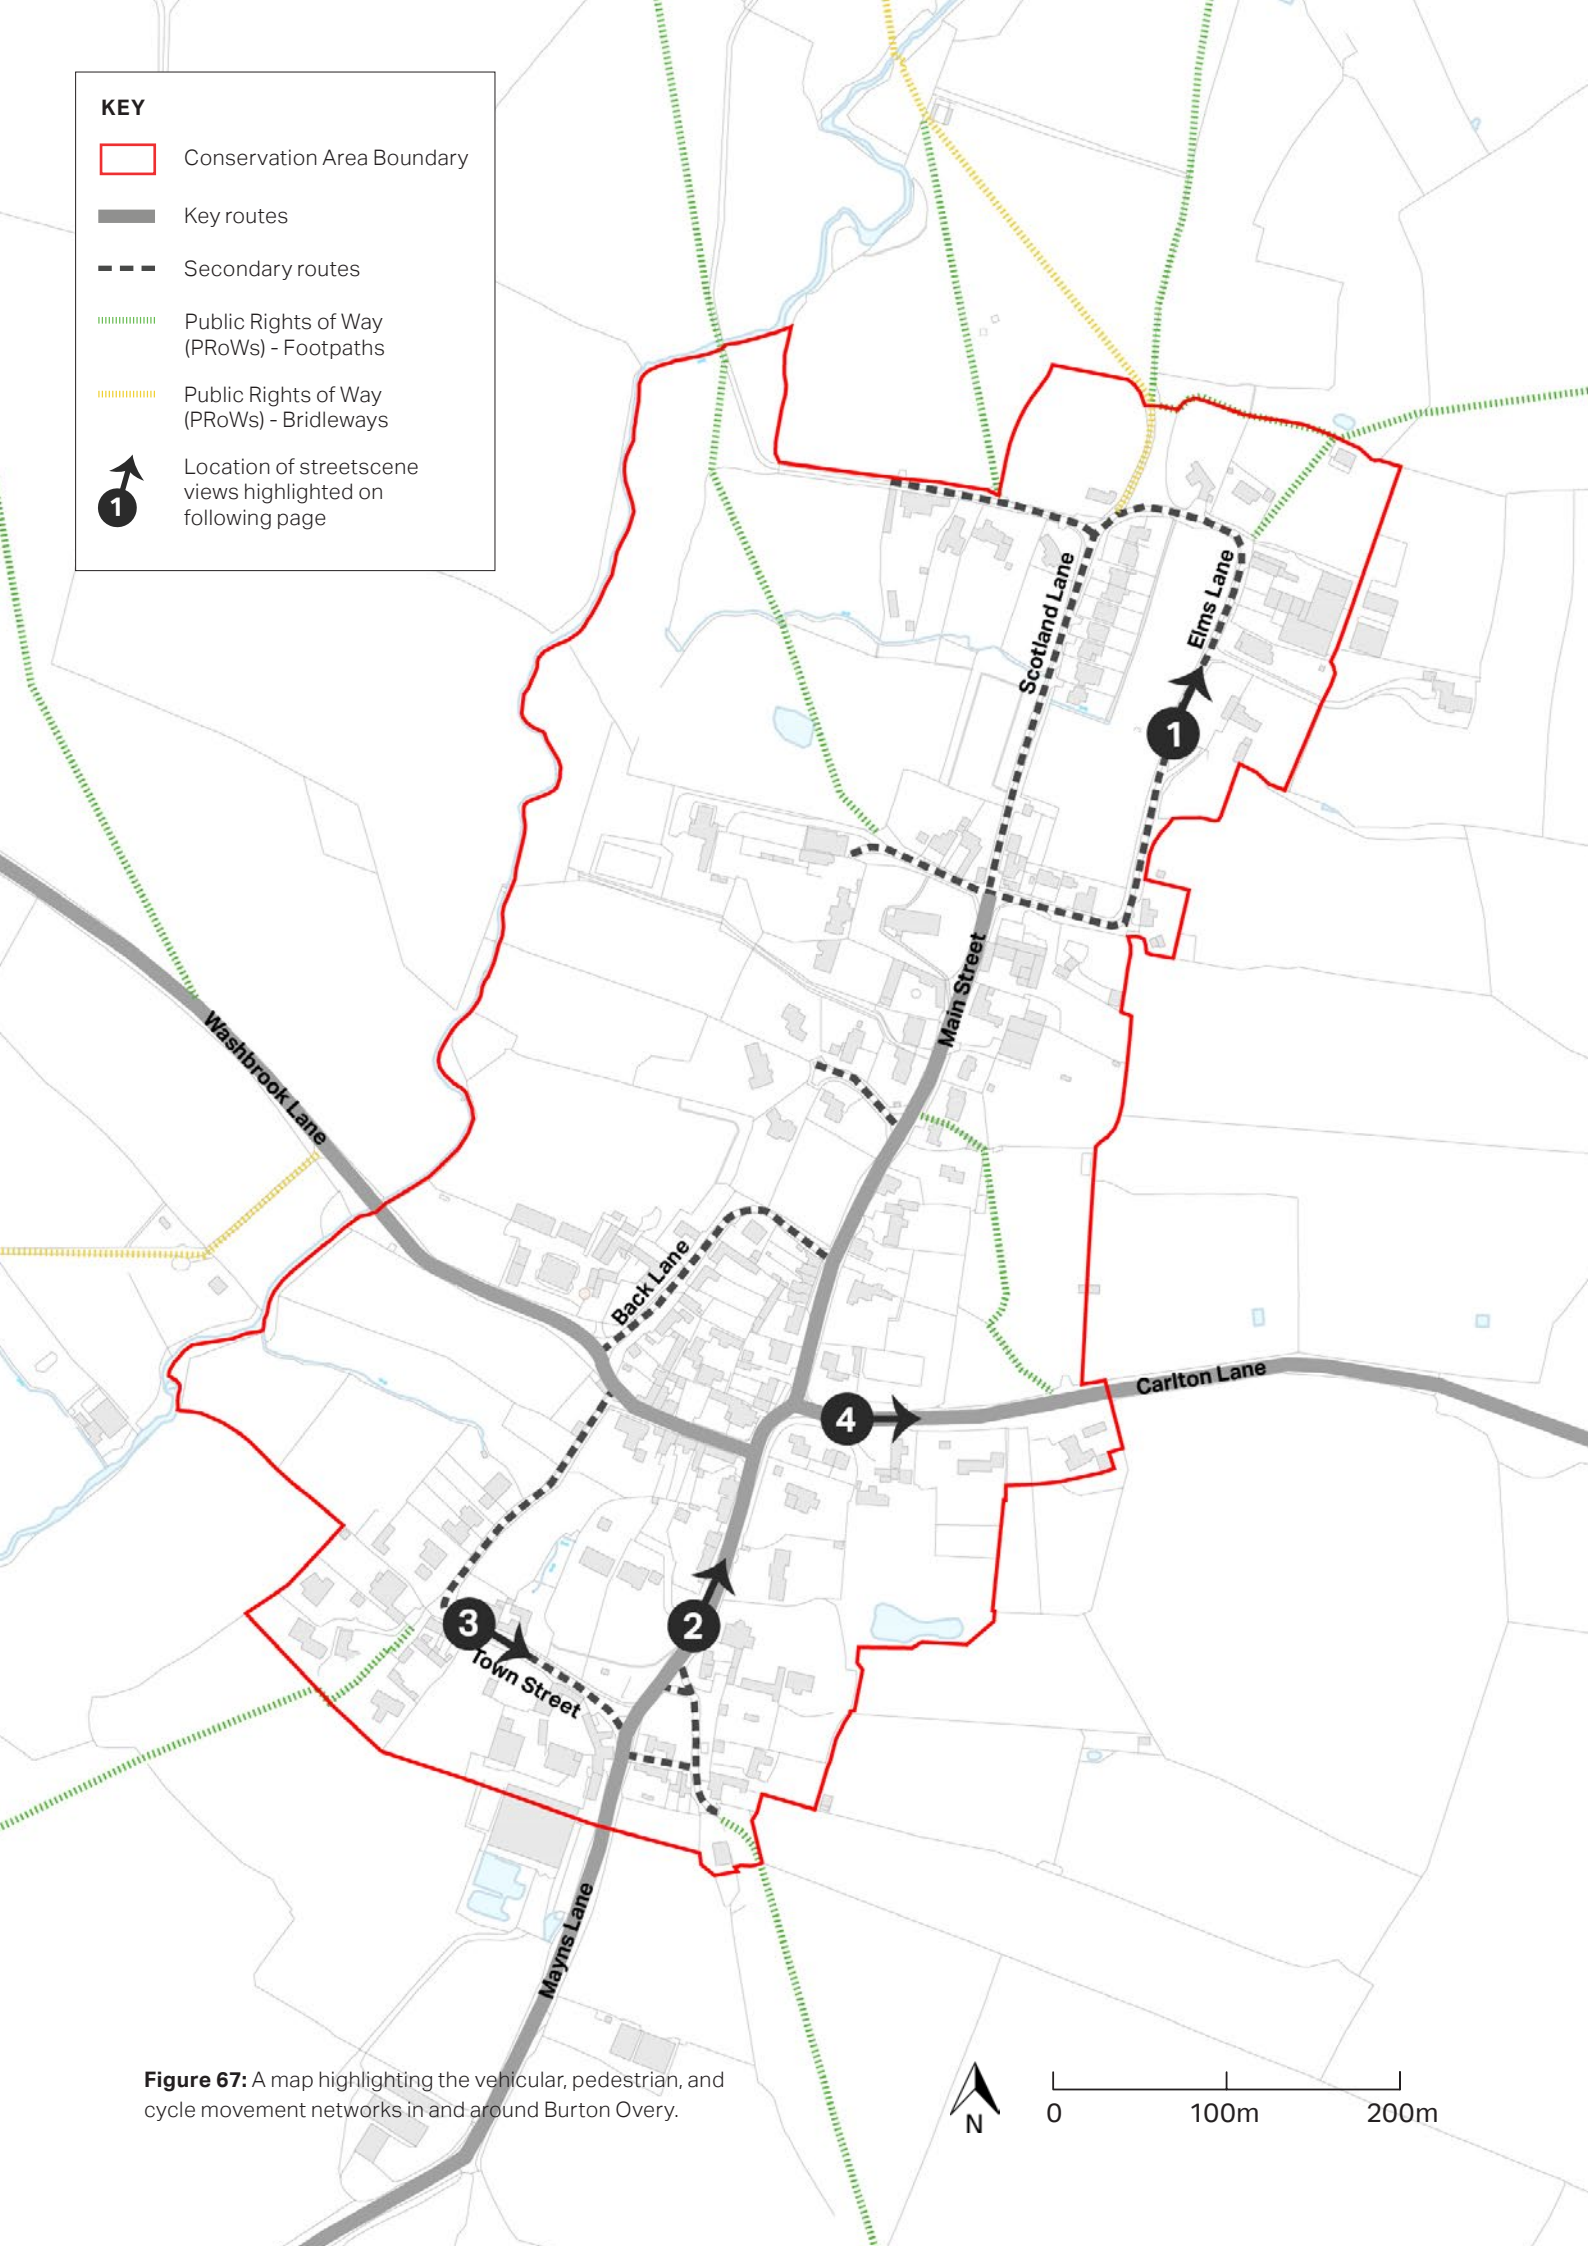 KEY
Conservation Area Boundary
Key routes
Secondary routes
Public Rights of Way
(PRoWs) - Footpaths
Public Rights of Way
(PRoWs) - Bridleways
1
Location of streetscene
views highlighted on
following page
Scotland Lane
Elms Lane
1
Main Street
Washbrook Lane
Back Lane
Carlton Lane
4
3
2
Town Street
Mayns Lane
Figure 67: A map highlighting the vehicular, pedestrian, and
cycle movement networks in and around Burton Overy.
N
0
100m
200m